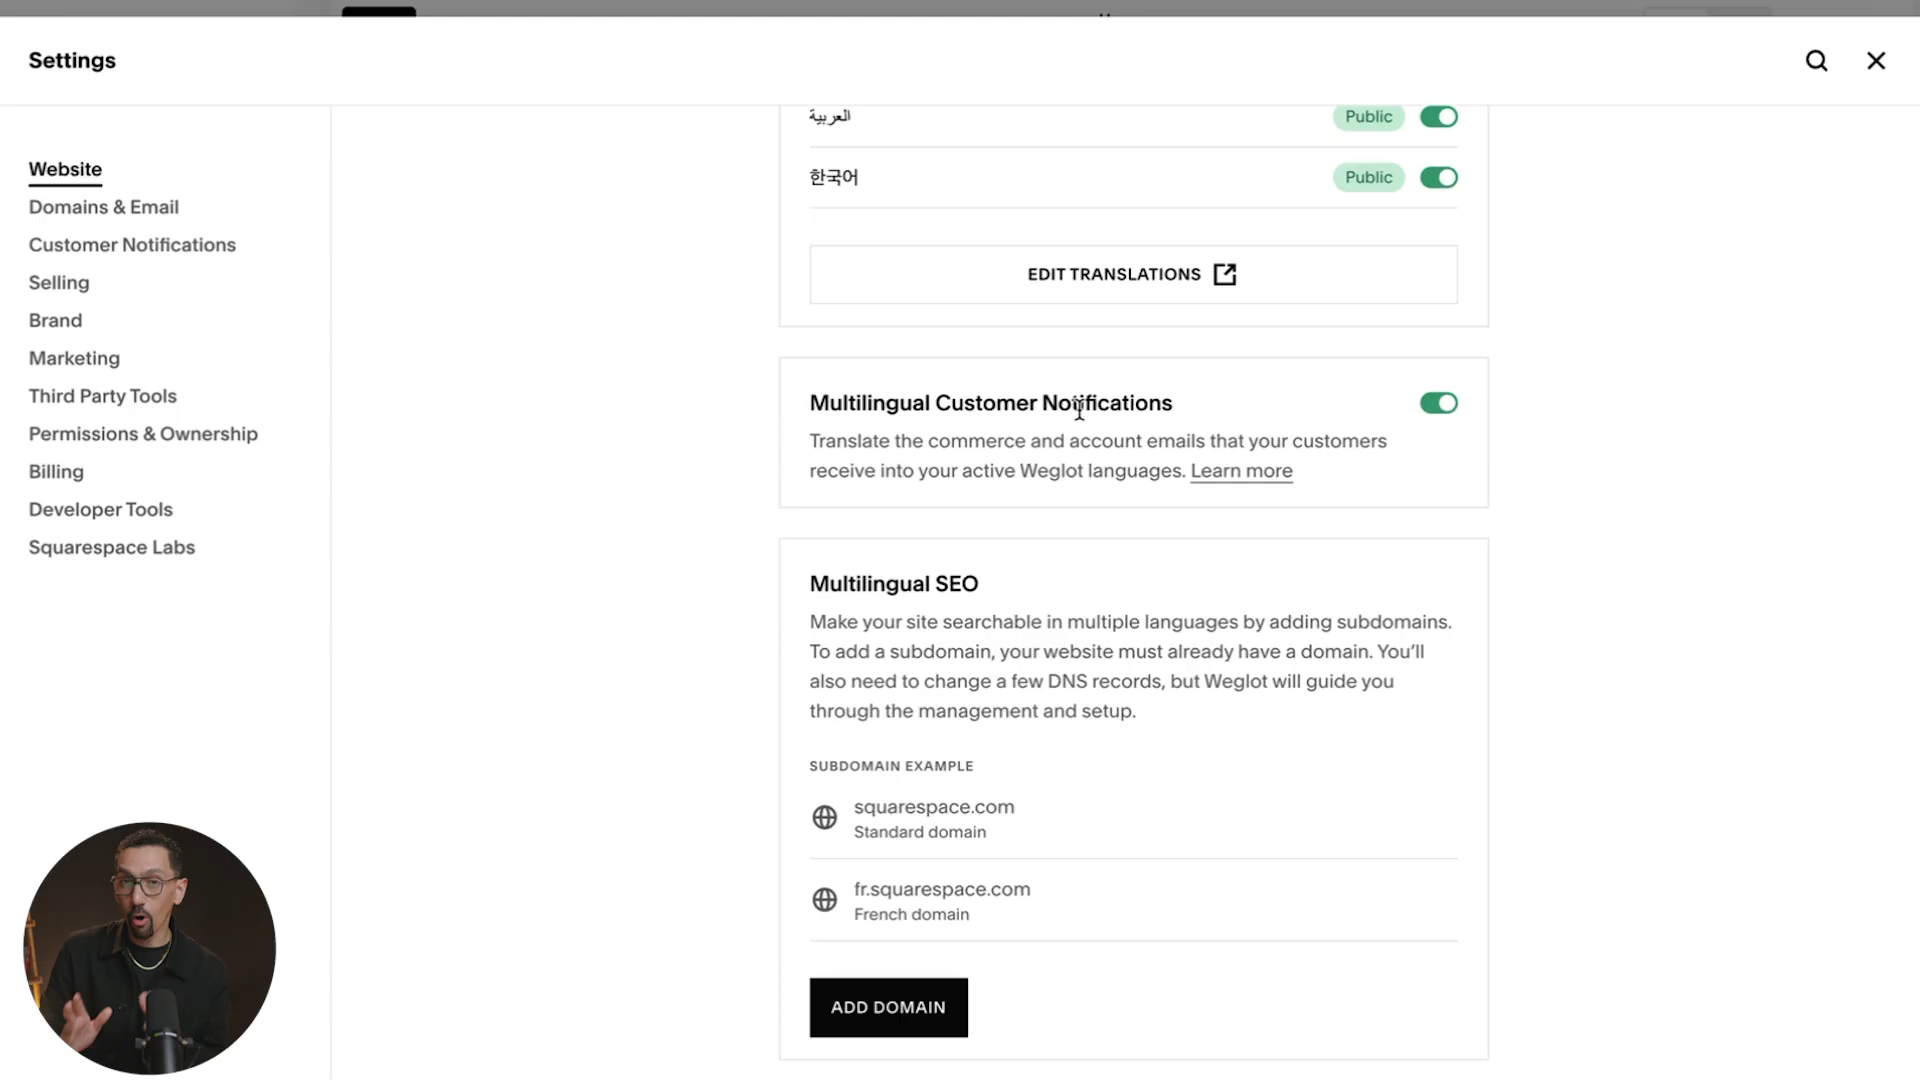 Settings
Website
Domains & Email
Customer Notifications
Selling
Brand
Marketing
Third Party Tools
Permissions & Ownership
Billing
Developer Tools
Squarespace Labs
العربية
Public
한국어
Public
EDIT TRANSLATIONS
Multilingual Customer Notifications
Translate the commerce and account emails that your customers
receive into your active Weglot languages. Learn more
Multilingual SEO
Make your site searchable in multiple languages by adding subdomains.
To add a subdomain, your website must already have a domain. You’ll
also need to change a few DNS records, but Weglot will guide you
through the management and setup.
SUBDOMAIN EXAMPLE
squarespace.com
Standard domain
fr.squarespace.com
French domain
ADD DOMAIN